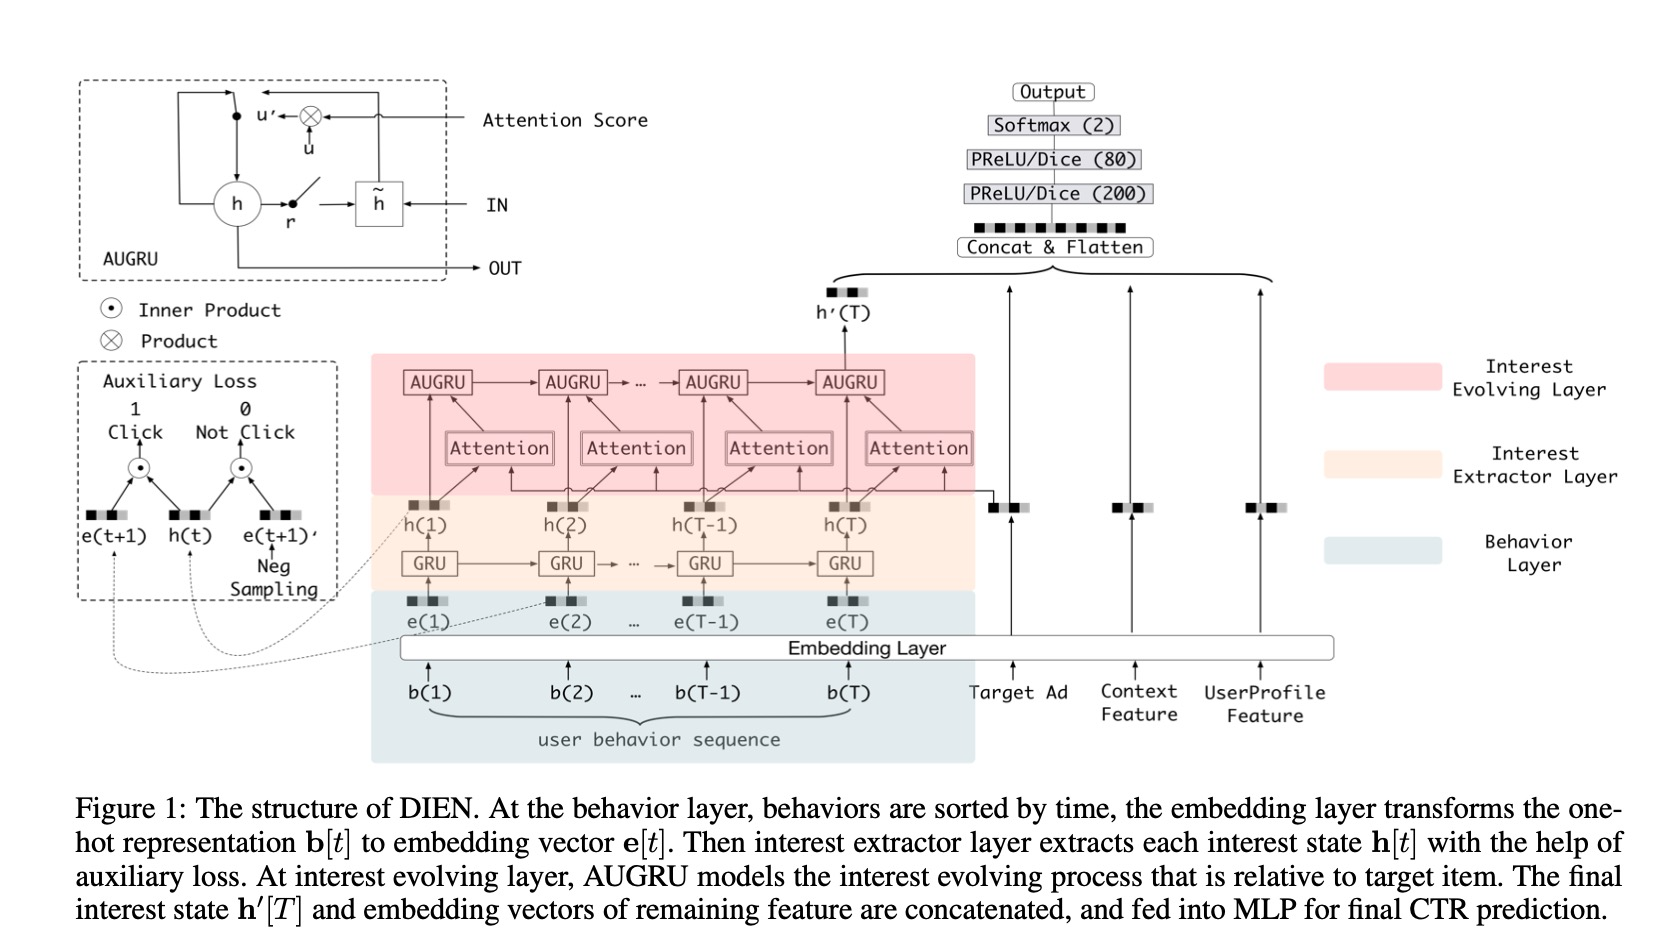 Output
Softmax (2)
PReLU/Dice (80)
PReLU/Dice (200)
Concat & Flatten
u′
u
Attention Score
h
r
h̃
IN
AUGRU
OUT
Inner Product
Product
h′(T)
Auxiliary Loss
1
0
Click
Not Click
e(t+1)
h(t)
e(t+1)′
Neg
Sampling
AUGRU
AUGRU
…
AUGRU
AUGRU
Attention
Attention
Attention
Attention
h(1)
h(2)
h(T-1)
h(T)
GRU
GRU
…
GRU
GRU
e(1)
e(2)
…
e(T-1)
e(T)
Embedding Layer
b(1)
b(2)
…
b(T-1)
b(T)
user behavior sequence
Target Ad
Context
Feature
UserProfile
Feature
Interest
Evolving Layer
Interest
Extractor Layer
Behavior
Layer
Figure 1: The structure of DIEN. At the behavior layer, behaviors are sorted by time, the embedding layer transforms the one-
hot representation b[t] to embedding vector e[t]. Then interest extractor layer extracts each interest state h[t] with the help of
auxiliary loss. At interest evolving layer, AUGRU models the interest evolving process that is relative to target item. The final
interest state h′[T] and embedding vectors of remaining feature are concatenated, and fed into MLP for final CTR prediction.